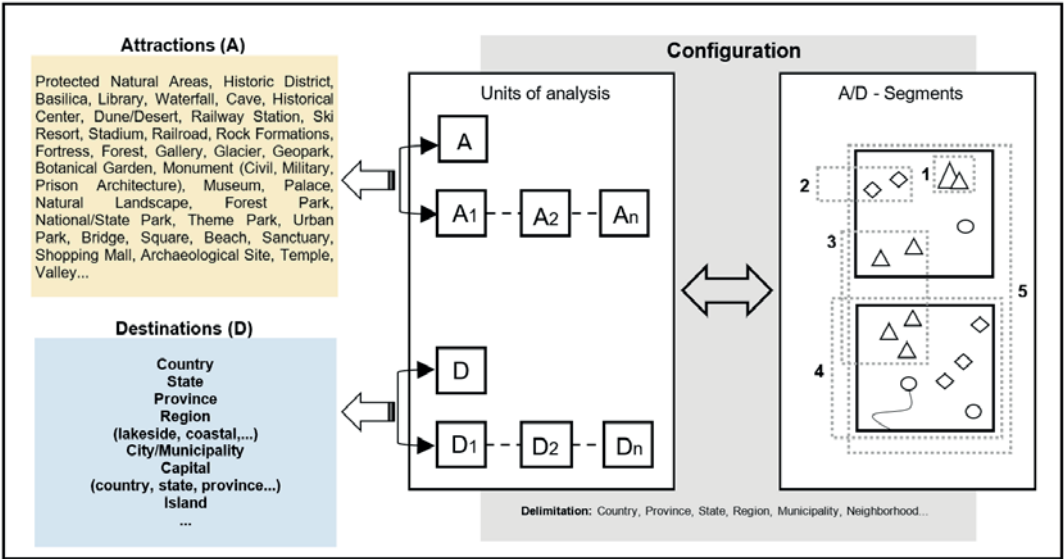 Attractions (A)
Protected Natural Areas, Historic District,
Basilica, Library, Waterfall, Cave, Historical
Center, Dune/Desert, Railway Station, Ski
Resort, Stadium, Railroad, Rock Formations,
Fortress, Forest, Gallery, Glacier, Geopark,
Botanical Garden, Monument (Civil, Military,
Prison Architecture), Museum, Palace,
Natural Landscape, Forest Park,
National/State Park, Theme Park, Urban
Park, Bridge, Square, Beach, Sanctuary,
Shopping Mall, Archaeological Site, Temple,
Valley...
Destinations (D)
Country
State
Province
Region
(lakeside, coastal,...)
City/Municipality
Capital
(country, state, province...)
Island
...
Configuration
Units of analysis
A
A1 A2 An
D
D1 D2 Dn
A/D - Segments
1
2
3
5
4
Delimitation: Country, Province, State, Region, Municipality, Neighborhood...